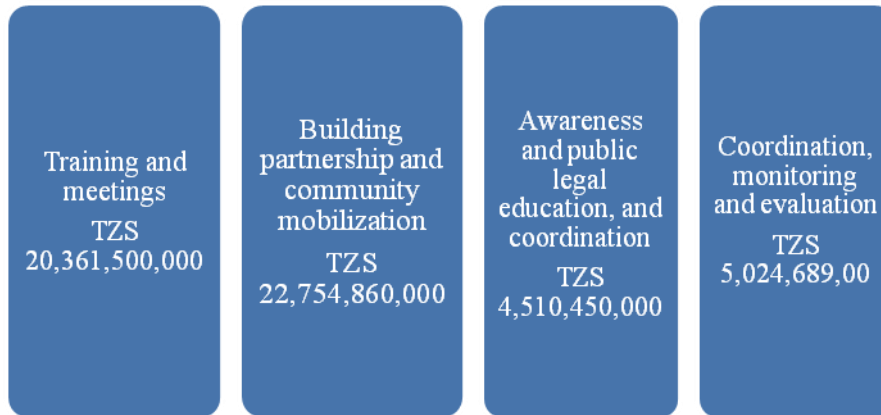 Training and
meetings
TZS
20,361,500,000
Building
partnership and
community
mobilization
TZS
22,754,860,000
Awareness
and public
legal
education, and
coordination
TZS
4,510,450,000
Coordination,
monitoring
and evaluation
TZS
5,024,689,00